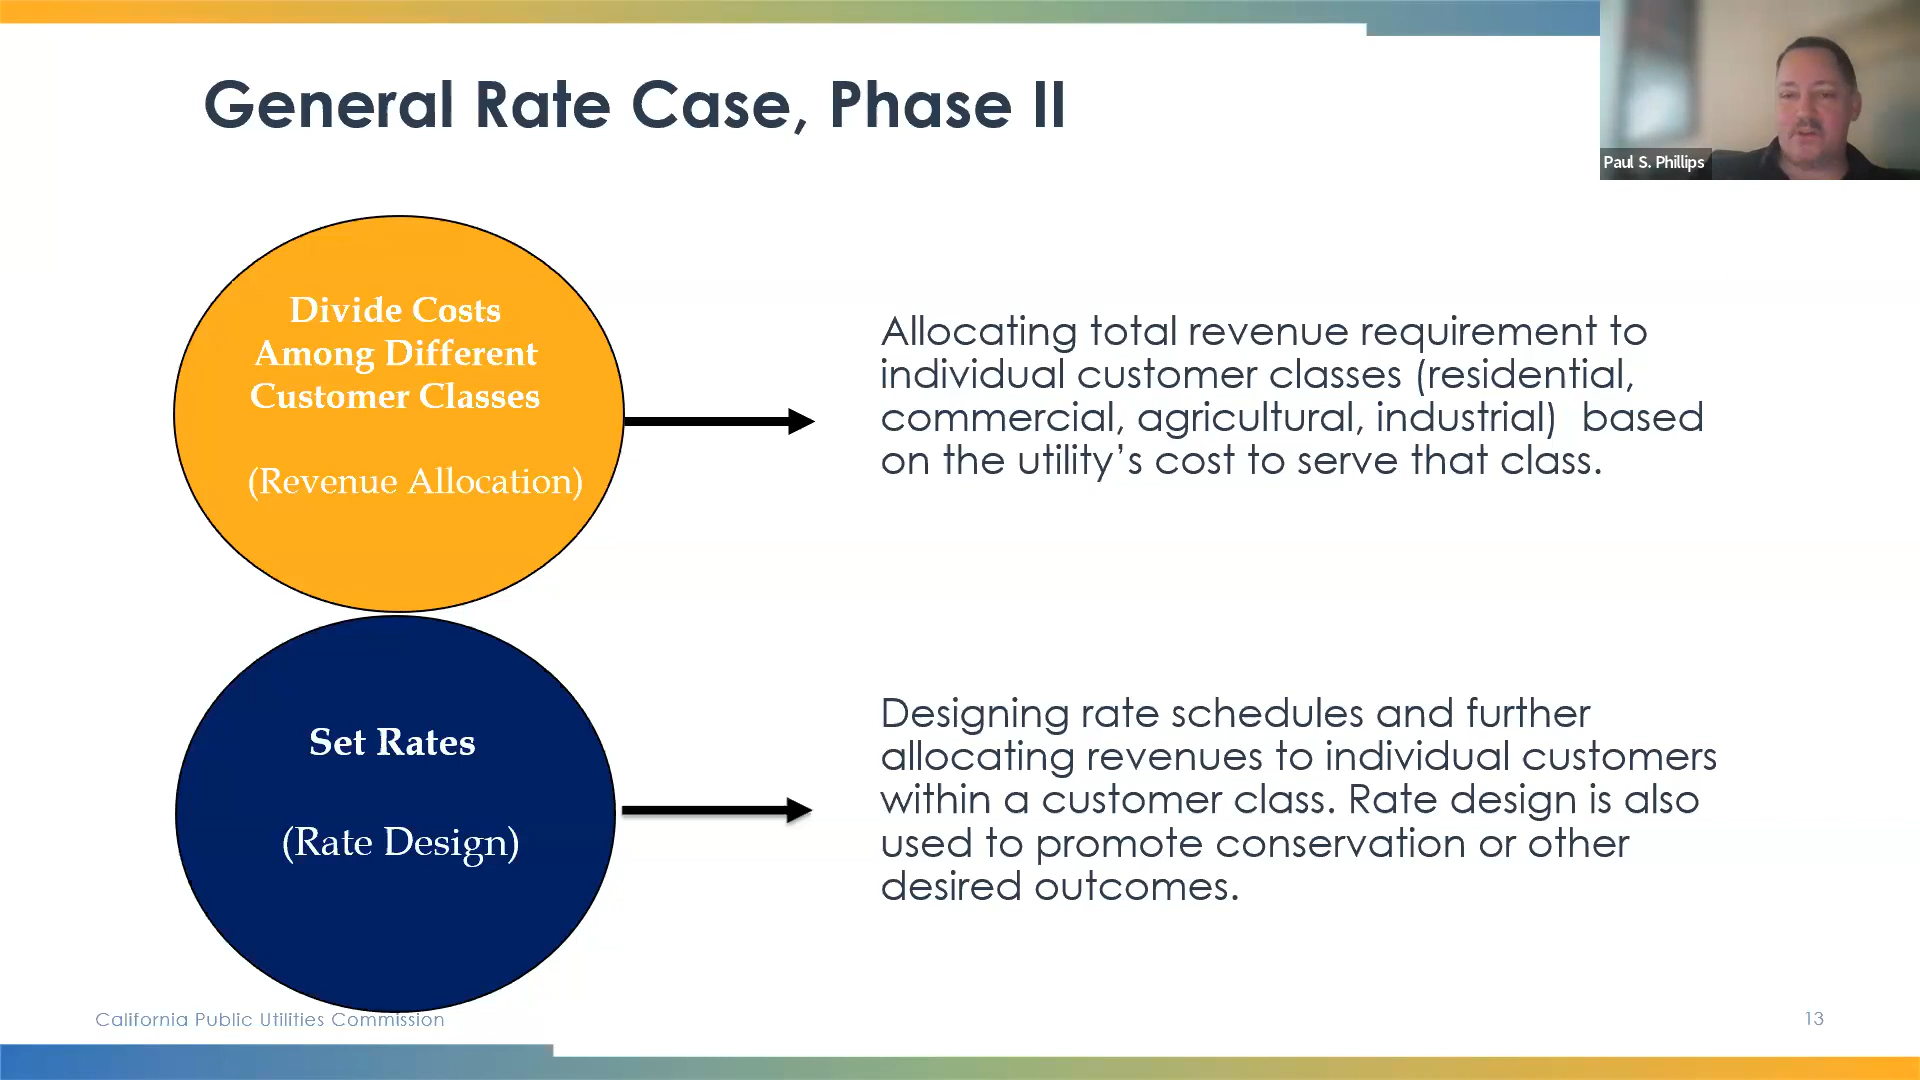 General Rate Case, Phase II
Paul S. Phillips
Divide Costs
Among Different
Customer Classes
(Revenue Allocation)
Allocating total revenue requirement to
individual customer classes (residential,
commercial, agricultural, industrial)  based
on the utility’s cost to serve that class.
Set Rates
(Rate Design)
Designing rate schedules and further
allocating revenues to individual customers
within a customer class. Rate design is also
used to promote conservation or other
desired outcomes.
California Public Utilities Commission
13